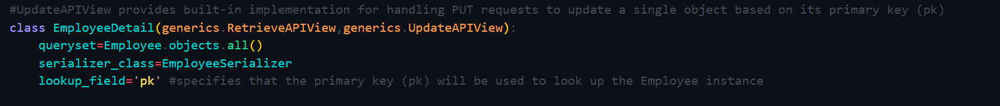 #UpdateAPIView provides built-in implementation for handling PUT requests to update a single object based on its primary key (pk)
class EmployeeDetail(generics.RetrieveAPIView,generics.UpdateAPIView):
    queryset=Employee.objects.all()
    serializer_class=EmployeeSerializer
    lookup_field='pk' #specifies that the primary key (pk) will be used to look up the Employee instance